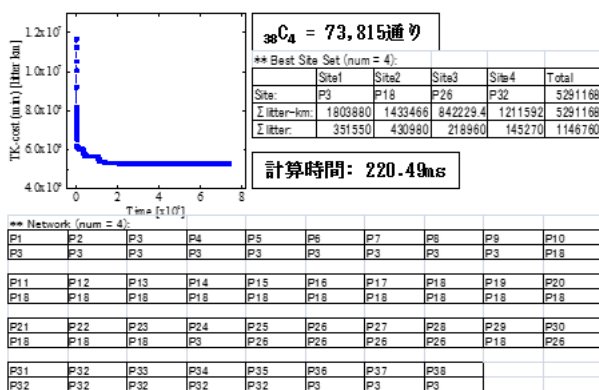 1.2x10⁷
1.0x10⁷
8.0x10⁶
6.0x10⁶
4.0x10⁶
TK-cost (min) [litter km]
0 2 4 6 8
Time [x10⁴]
₃₈C₄ = 73,815通り
** Best Site Set (num = 4):
Site1 Site2 Site3 Site4 Total
Site: P3 P18 P26 P32 5291168
Σlitter-km: 1803880 1433466 842229.4 1211592 5291168
Σlitter: 351550 430980 218960 145270 1146760
計算時間: 220.49ms
** Network (num = 4):
P1 P2 P3 P4 P5 P6 P7 P8 P9 P10
P3 P3 P3 P3 P3 P3 P3 P3 P3 P18
P11 P12 P13 P14 P15 P16 P17 P18 P19 P20
P18 P18 P18 P18 P18 P18 P18 P18 P18 P18
P21 P22 P23 P24 P25 P26 P27 P28 P29 P30
P18 P18 P18 P3 P26 P26 P26 P26 P18 P26
P31 P32 P33 P34 P35 P36 P37 P38
P32 P32 P32 P32 P32 P3 P3 P3